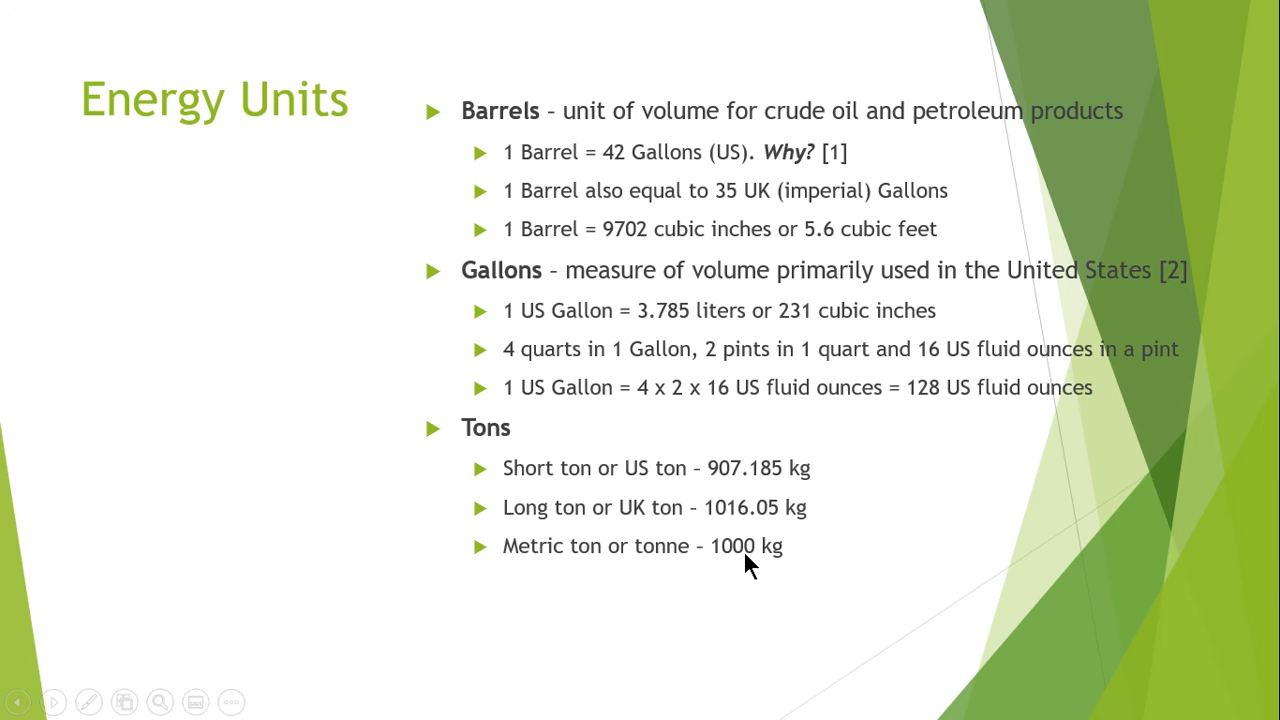 Energy Units
Barrels – unit of volume for crude oil and petroleum products
1 Barrel = 42 Gallons (US). Why? [1]
1 Barrel also equal to 35 UK (imperial) Gallons
1 Barrel = 9702 cubic inches or 5.6 cubic feet
Gallons – measure of volume primarily used in the United States [2]
1 US Gallon = 3.785 liters or 231 cubic inches
4 quarts in 1 Gallon, 2 pints in 1 quart and 16 US fluid ounces in a pint
1 US Gallon = 4 x 2 x 16 US fluid ounces = 128 US fluid ounces
Tons
Short ton or US ton – 907.185 kg
Long ton or UK ton – 1016.05 kg
Metric ton or tonne – 1000 kg